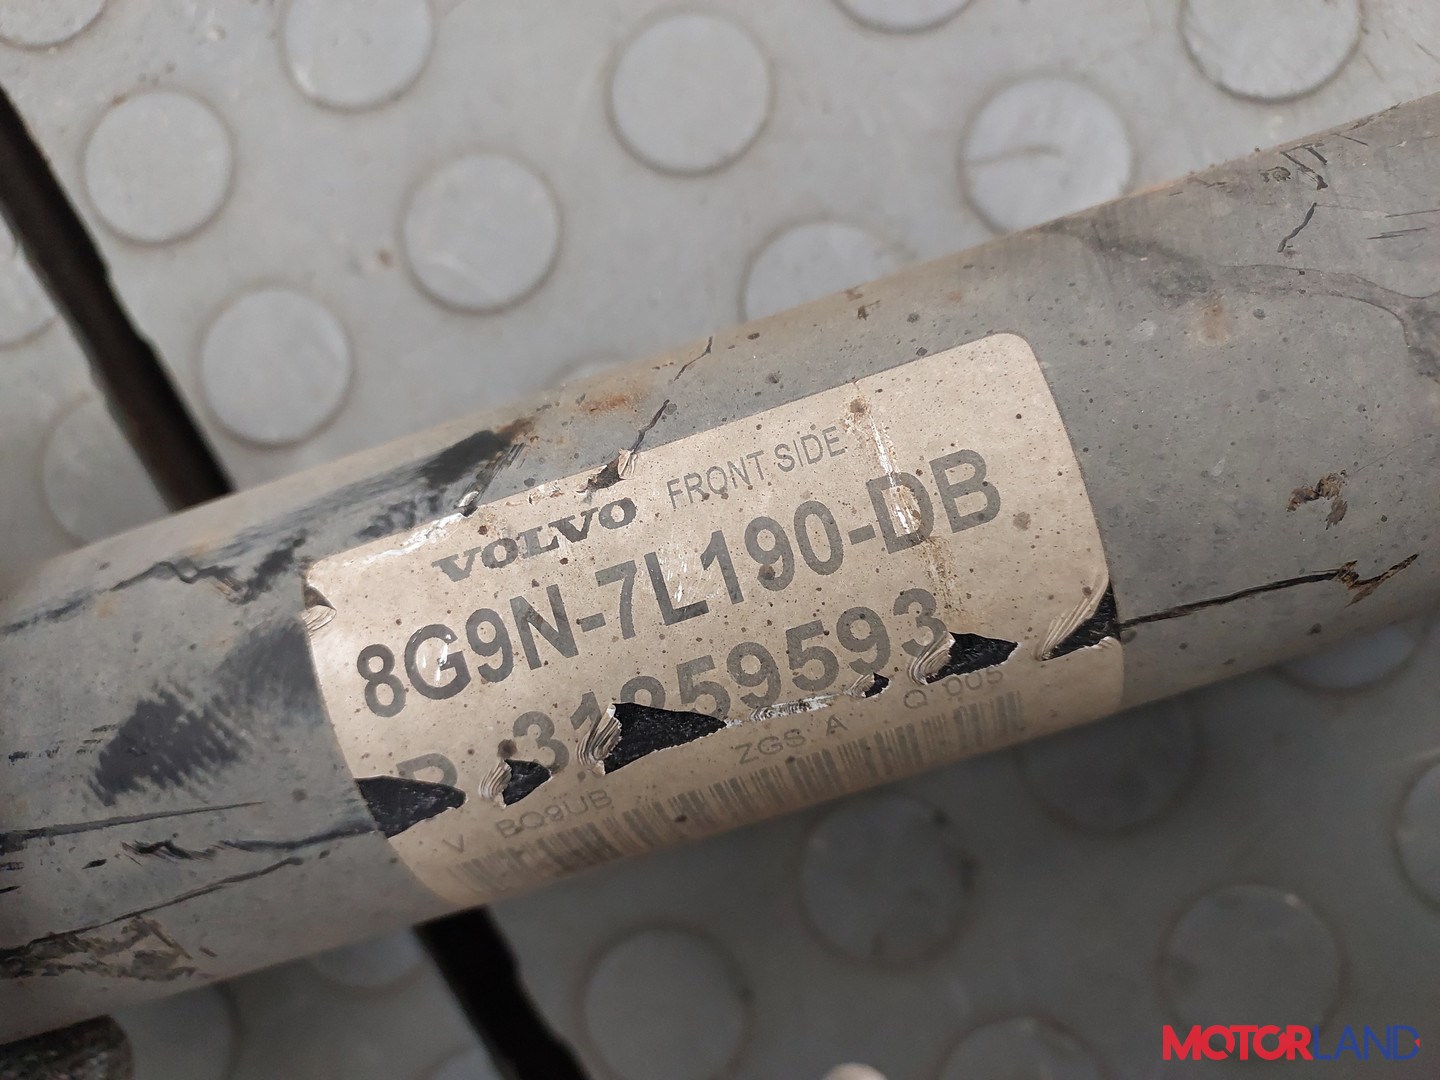 VOLVO FRONT SIDE
8G9N-7L190-DB
P 31259593
ZGS A Q 005
V BQ9UB
MOTORLAND